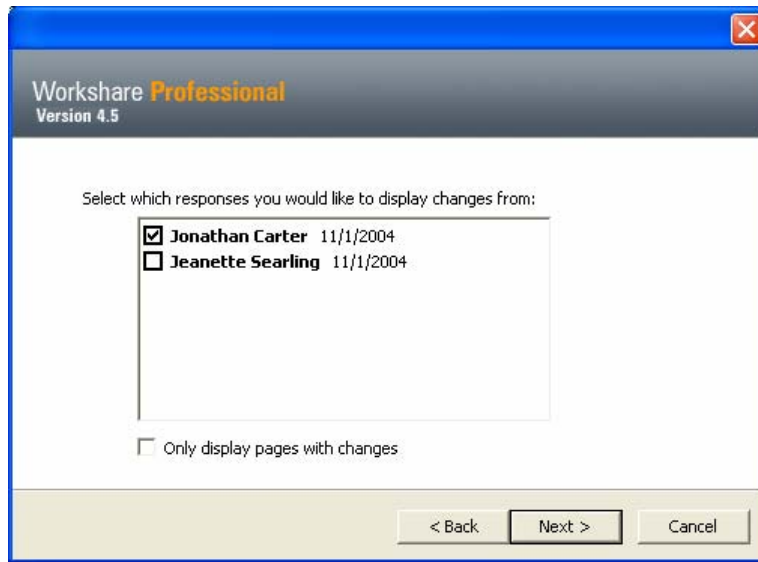 Workshare Professional
Version 4.5
Select which responses you would like to display changes from:
Jonathan Carter 11/1/2004
Jeanette Searling 11/1/2004
Only display pages with changes
< Back
Next >
Cancel